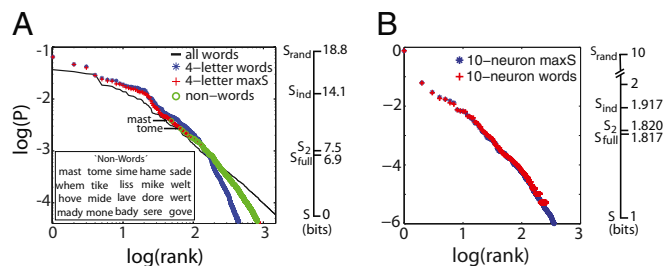 A
log(P)
-1
-2
-3
-4
0
1
2
3
log(rank)
all words
4-letter words
4-letter maxS
non-words
mast
tome
`Non-Words´
mast tome sime hame sade
whem tike liss mike welt
hove mide lave dore wert
mady mone bady sere gove
S_rand 18.8
S_ind 14.1
S_2 7.5
S_full 6.9
S 0
(bits)
B
log(P)
0
-2
-4
-6
0
1
2
3
log(rank)
10-neuron maxS
10-neuron words
S_rand 10
2
S_ind 1.917
S_2 1.820
S_full 1.817
S 1
(bits)